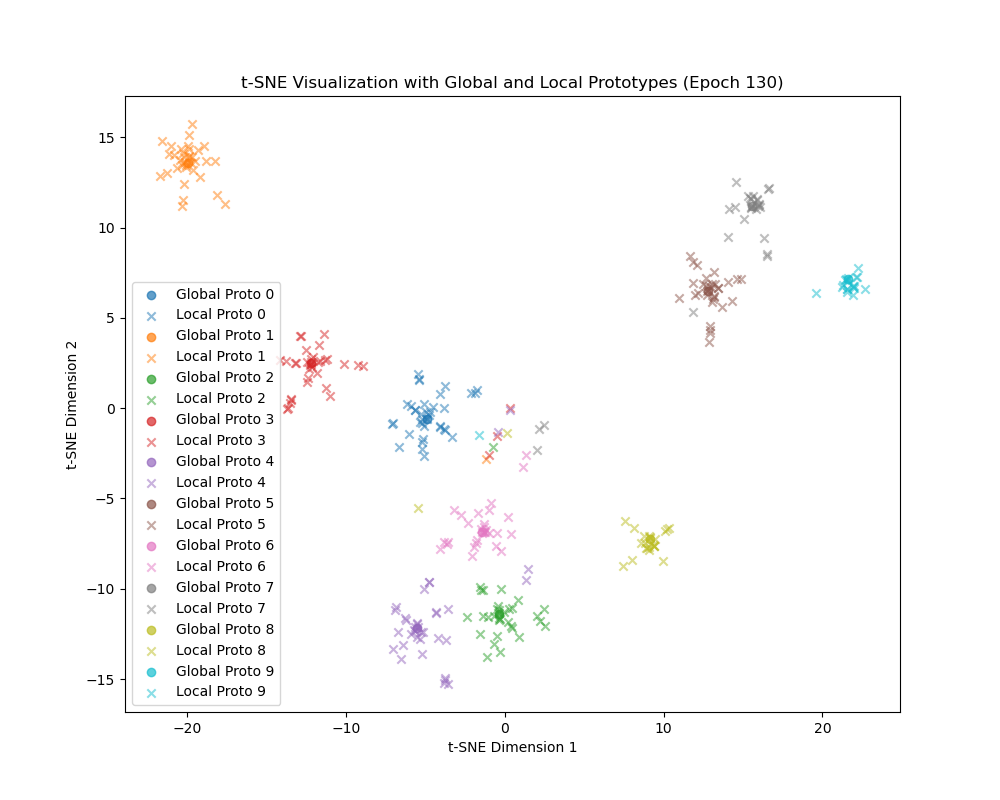 t-SNE Visualization with Global and Local Prototypes (Epoch 130)
15
10
5
0
−5
−10
−15
t-SNE Dimension 2
Global Proto 0
Local Proto 0
Global Proto 1
Local Proto 1
Global Proto 2
Local Proto 2
Global Proto 3
Local Proto 3
Global Proto 4
Local Proto 4
Global Proto 5
Local Proto 5
Global Proto 6
Local Proto 6
Global Proto 7
Local Proto 7
Global Proto 8
Local Proto 8
Global Proto 9
Local Proto 9
−20 −10 0 10 20
t-SNE Dimension 1